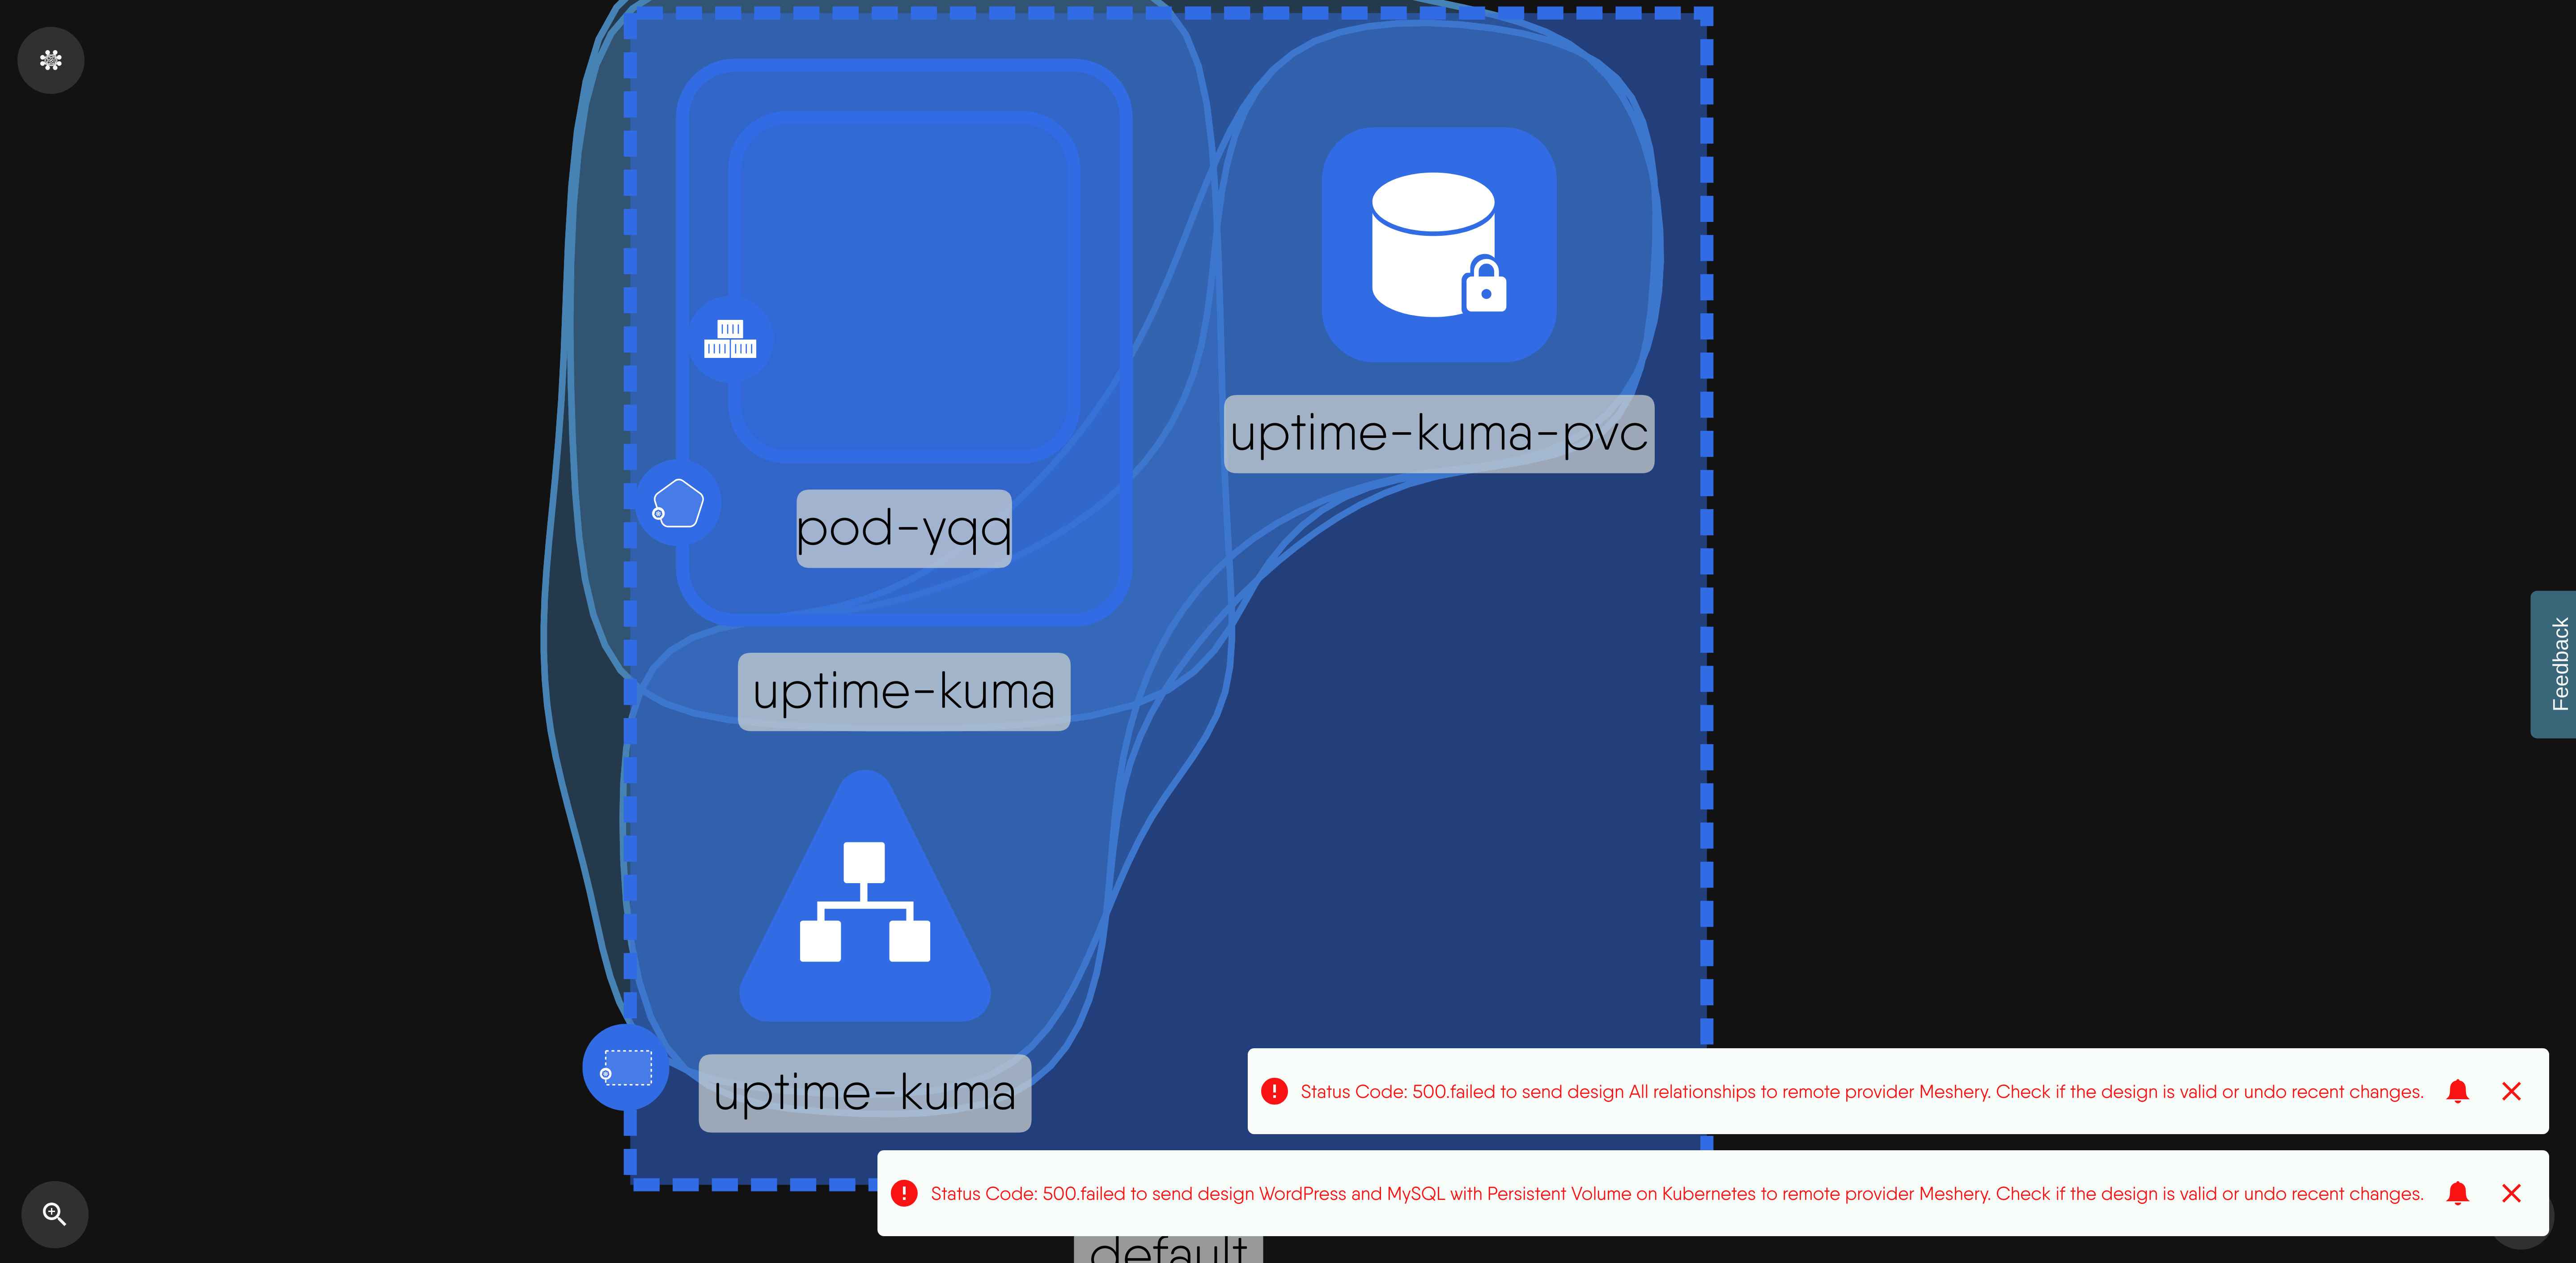 uptime-kuma-pvc
pod-yqq
uptime-kuma
uptime-kuma
Feedback
Status Code: 500.failed to send design All relationships to remote provider Meshery. Check if the design is valid or undo recent changes.
Status Code: 500.failed to send design WordPress and MySQL with Persistent Volume on Kubernetes to remote provider Meshery. Check if the design is valid or undo recent changes.
default